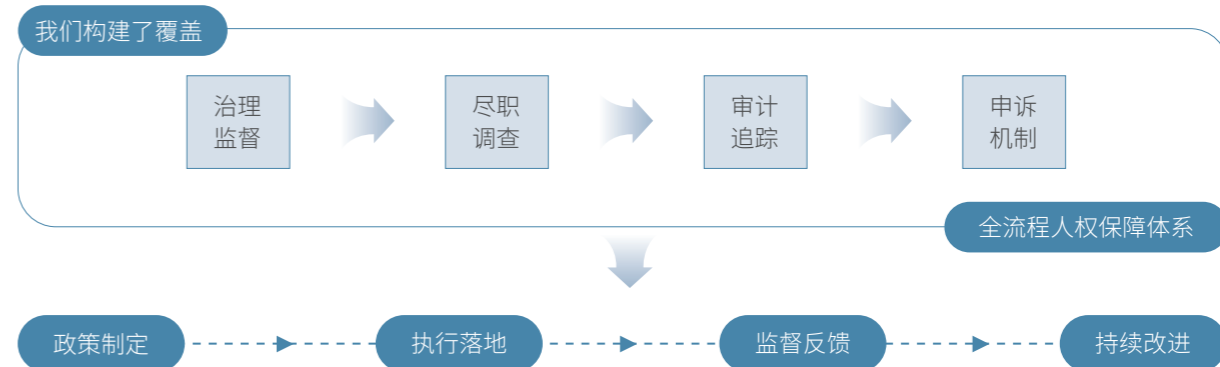 我们构建了覆盖
治理
监督
尽职
调查
审计
追踪
申诉
机制
全流程人权保障体系
政策制定
执行落地
监督反馈
持续改进